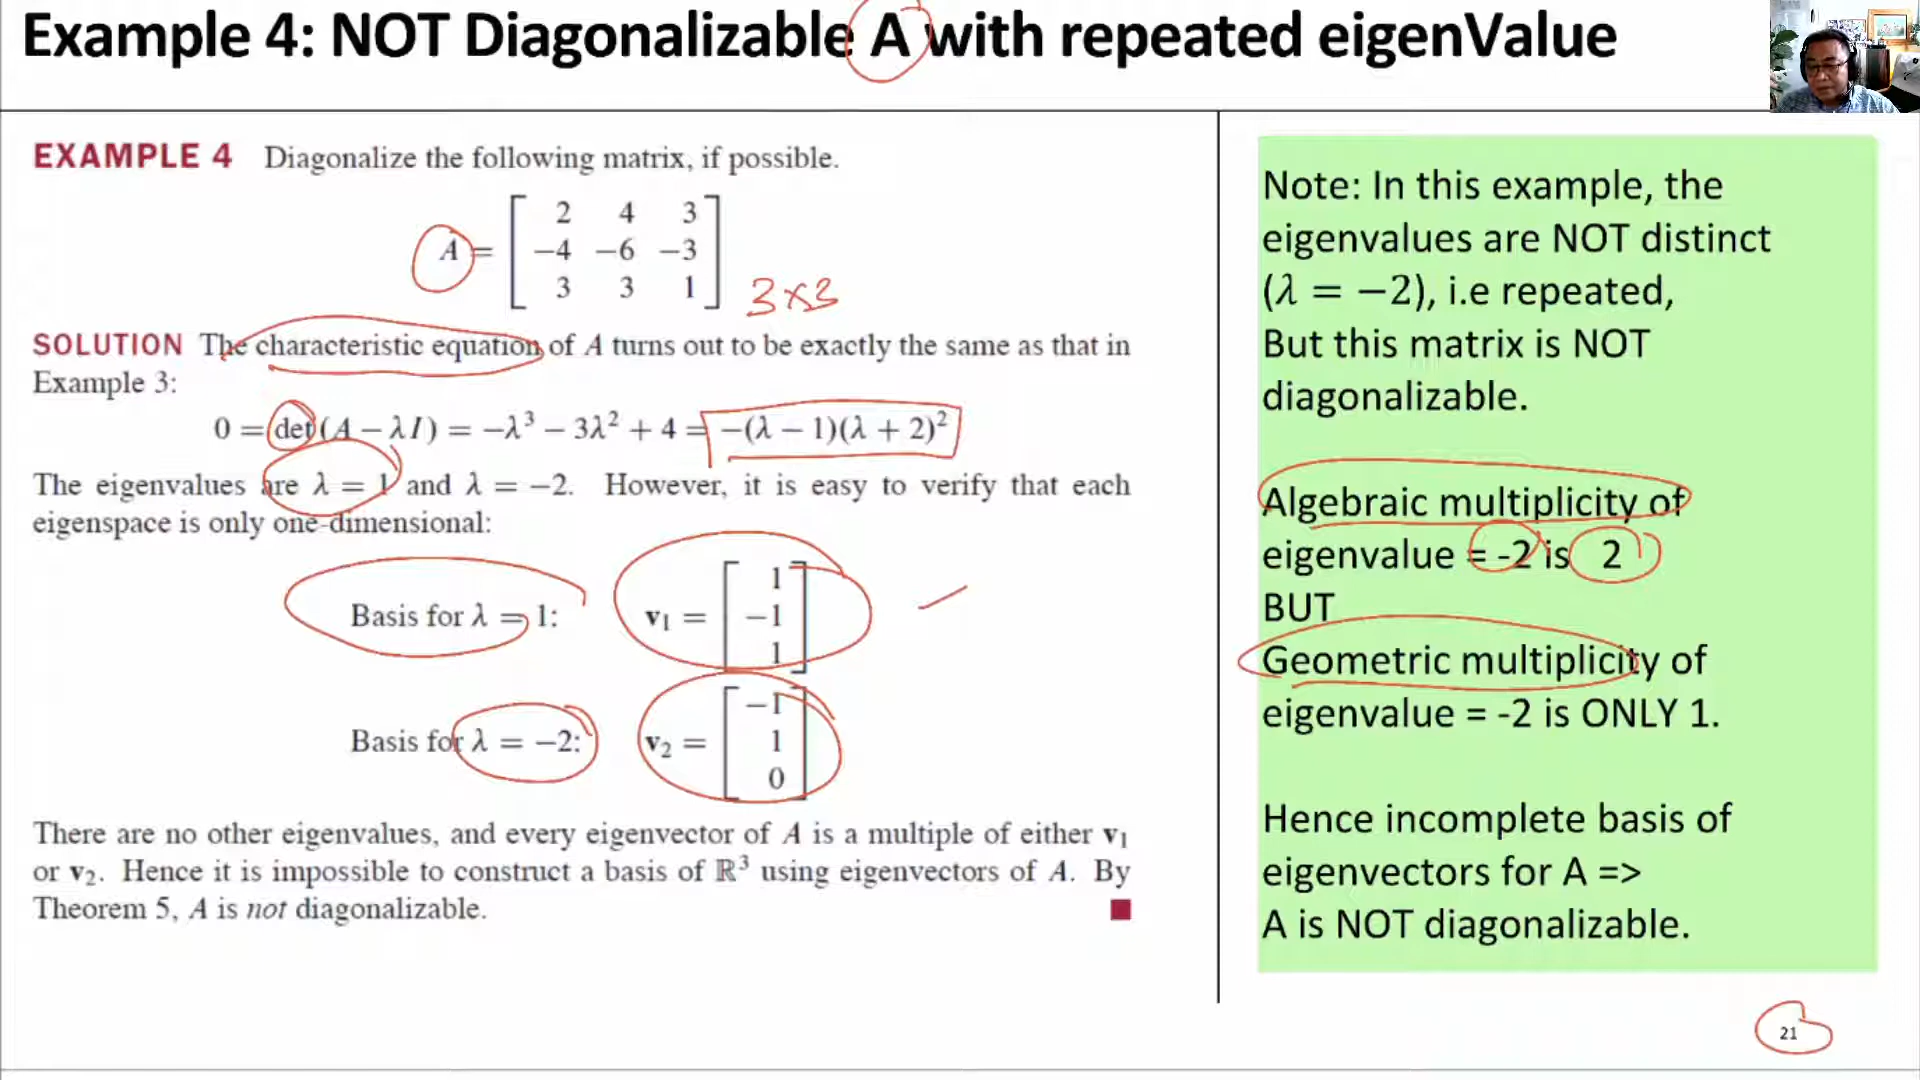 Example 4: NOT Diagonalizable A with repeated eigenValue
EXAMPLE 4 Diagonalize the following matrix, if possible.
A = [ 2 4 3
−4 −6 −3
3 3 1 ]
3×3
SOLUTION The characteristic equation of A turns out to be exactly the same as that in
Example 3:
0 = det (A − λI) = −λ³ − 3λ² + 4 = −(λ − 1)(λ + 2)²
The eigenvalues are λ = 1 and λ = −2. However, it is easy to verify that each
eigenspace is only one-dimensional:
Basis for λ = 1: v₁ = [ 1
−1
1 ]
Basis for λ = −2: v₂ = [ −1
1
0 ]
There are no other eigenvalues, and every eigenvector of A is a multiple of either v₁
or v₂. Hence it is impossible to construct a basis of ℝ³ using eigenvectors of A. By
Theorem 5, A is not diagonalizable.
Note: In this example, the
eigenvalues are NOT distinct
(λ = −2), i.e repeated,
But this matrix is NOT
diagonalizable.
Algebraic multiplicity of
eigenvalue = -2 is 2
BUT
Geometric multiplicity of
eigenvalue = -2 is ONLY 1.
Hence incomplete basis of
eigenvectors for A =>
A is NOT diagonalizable.
21